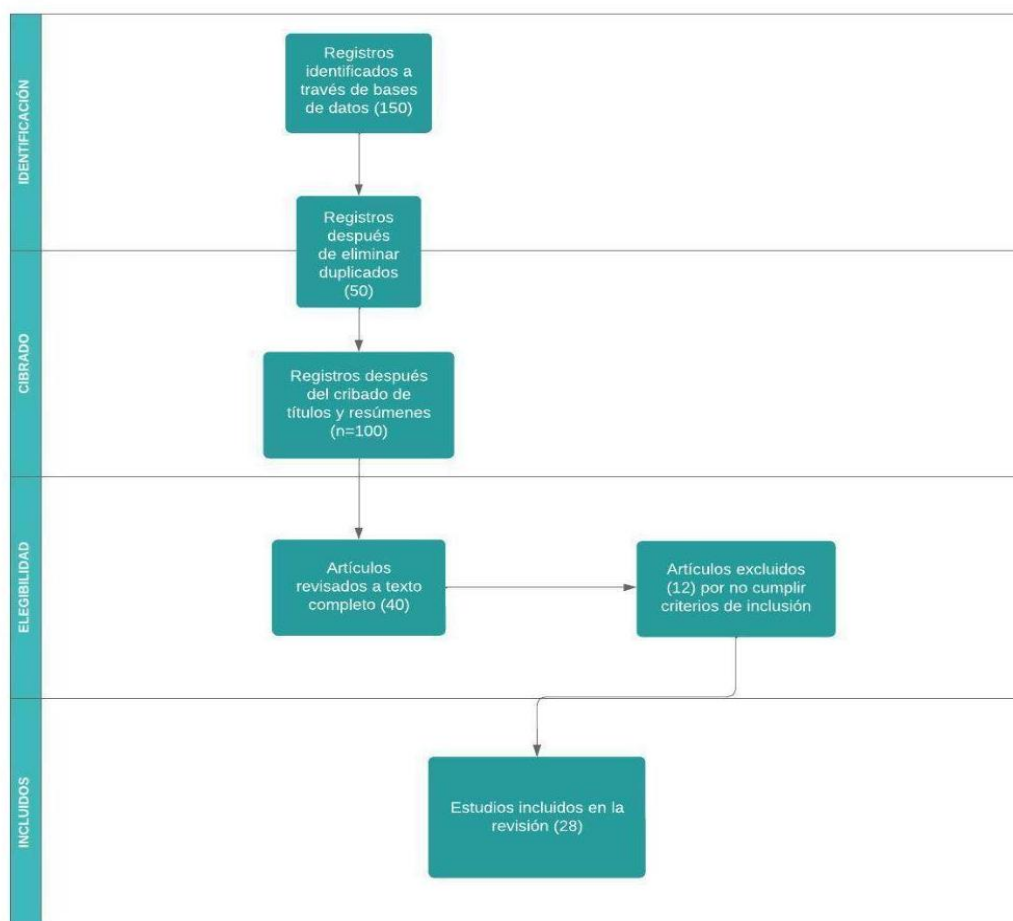 IDENTIFICACIÓN
Registros
identificados a
través de bases
de datos (150)
Registros
después
de eliminar
duplicados
(50)
CIBRADO
Registros después
del cribado de
títulos y resúmenes
(n=100)
ELEGIBILIDAD
Artículos
revisados a texto
completo (40)
Artículos excluidos
(12) por no cumplir
criterios de inclusión
INCLUIDOS
Estudios incluidos en la
revisión (28)